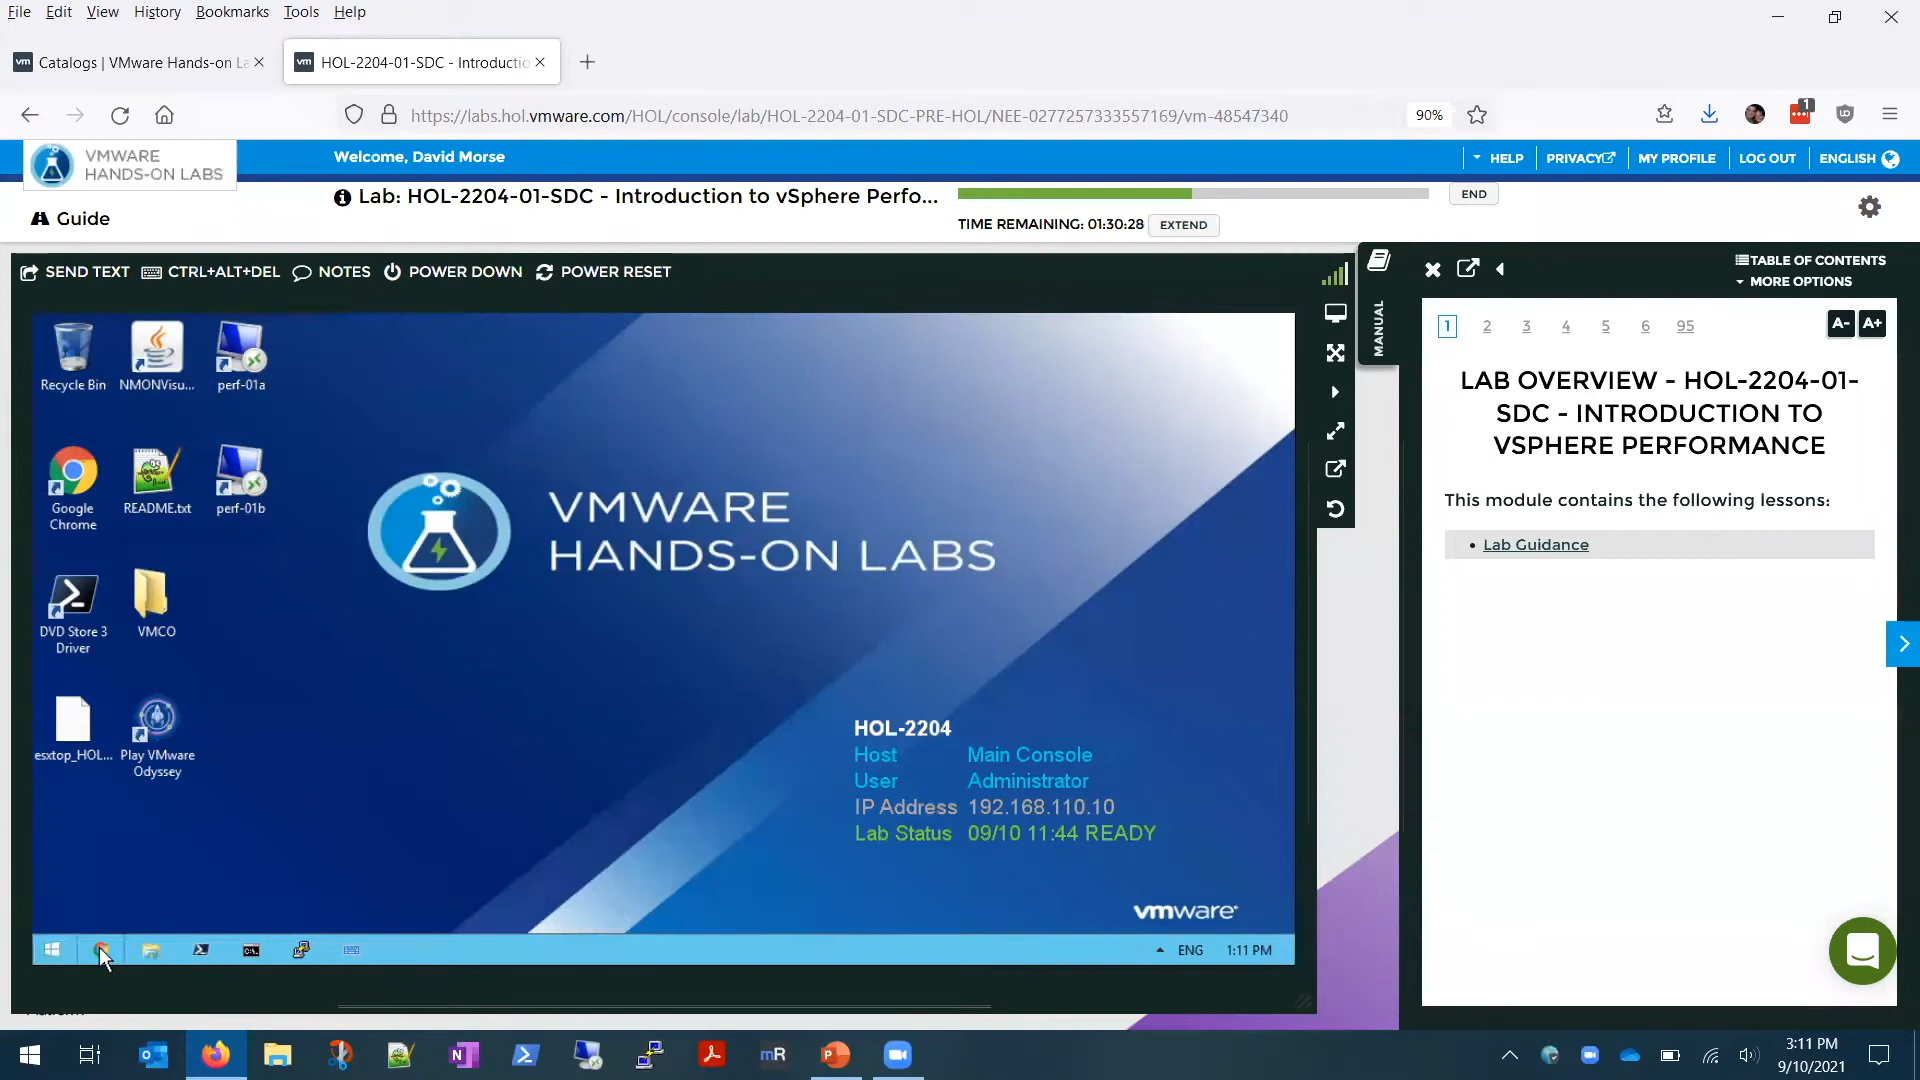 File Edit View History Bookmarks Tools Help
Catalogs | VMware Hands-on La
HOL-2204-01-SDC - Introductio
https://labs.hol.vmware.com/HOL/console/lab/HOL-2204-01-SDC-PRE-HOL/NEE-0277257333557169/vm-48547340
90%
1
VMWARE
HANDS-ON LABS
Welcome, David Morse
HELP PRIVACY MY PROFILE LOG OUT ENGLISH
Guide
Lab: HOL-2204-01-SDC - Introduction to vSphere Perfo...
END
TIME REMAINING: 01:30:28 EXTEND
SEND TEXT CTRL+ALT+DEL NOTES POWER DOWN POWER RESET
Recycle Bin
NMONVisu...
perf-01a
Google
Chrome
README.txt
perf-01b
DVD Store 3
Driver
VMCO
esxtop_HOL...
Play VMware
Odyssey
VMWARE
HANDS-ON LABS
HOL-2204
Host Main Console
User Administrator
IP Address 192.168.110.10
Lab Status 09/10 11:44 READY
vmware
ENG 1:11 PM
MANUAL
TABLE OF CONTENTS
MORE OPTIONS
1 2 3 4 5 6 95
A- A+
LAB OVERVIEW - HOL-2204-01-
SDC - INTRODUCTION TO
VSPHERE PERFORMANCE
This module contains the following lessons:
• Lab Guidance
3:11 PM
9/10/2021